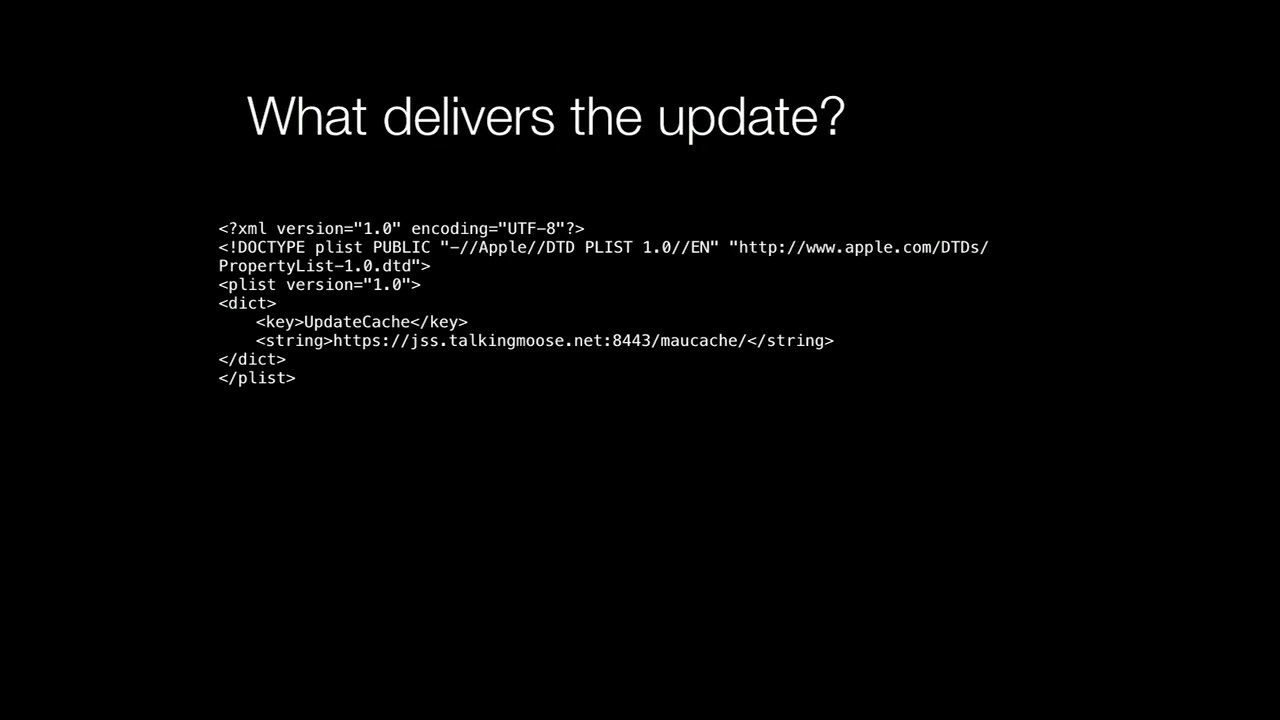 What delivers the update?
<?xml version="1.0" encoding="UTF-8"?>
<!DOCTYPE plist PUBLIC "-//Apple//DTD PLIST 1.0//EN" "http://www.apple.com/DTDs/
PropertyList-1.0.dtd">
<plist version="1.0">
<dict>
<key>UpdateCache</key>
<string>https://jss.talkingmoose.net:8443/maucache/</string>
</dict>
</plist>